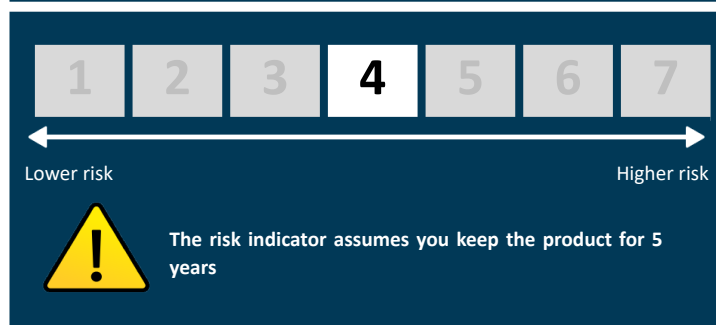 1 2 3 4 5 6 7
Lower risk Higher risk
!
The risk indicator assumes you keep the product for 5
years